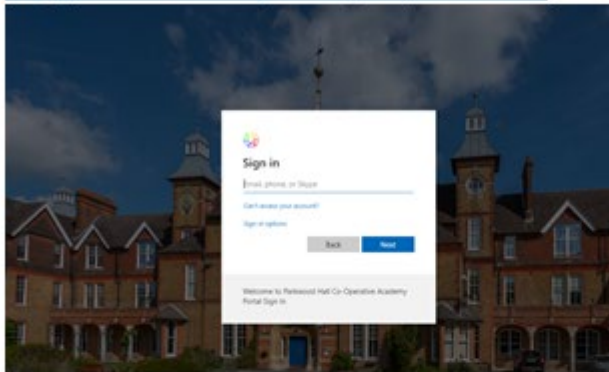 Sign in
Email, phone, or Skype
Can't access your account?
Sign-in options
Back
Next
Welcome to Parkwood Hall Co-Operative Academy
Portal Sign In